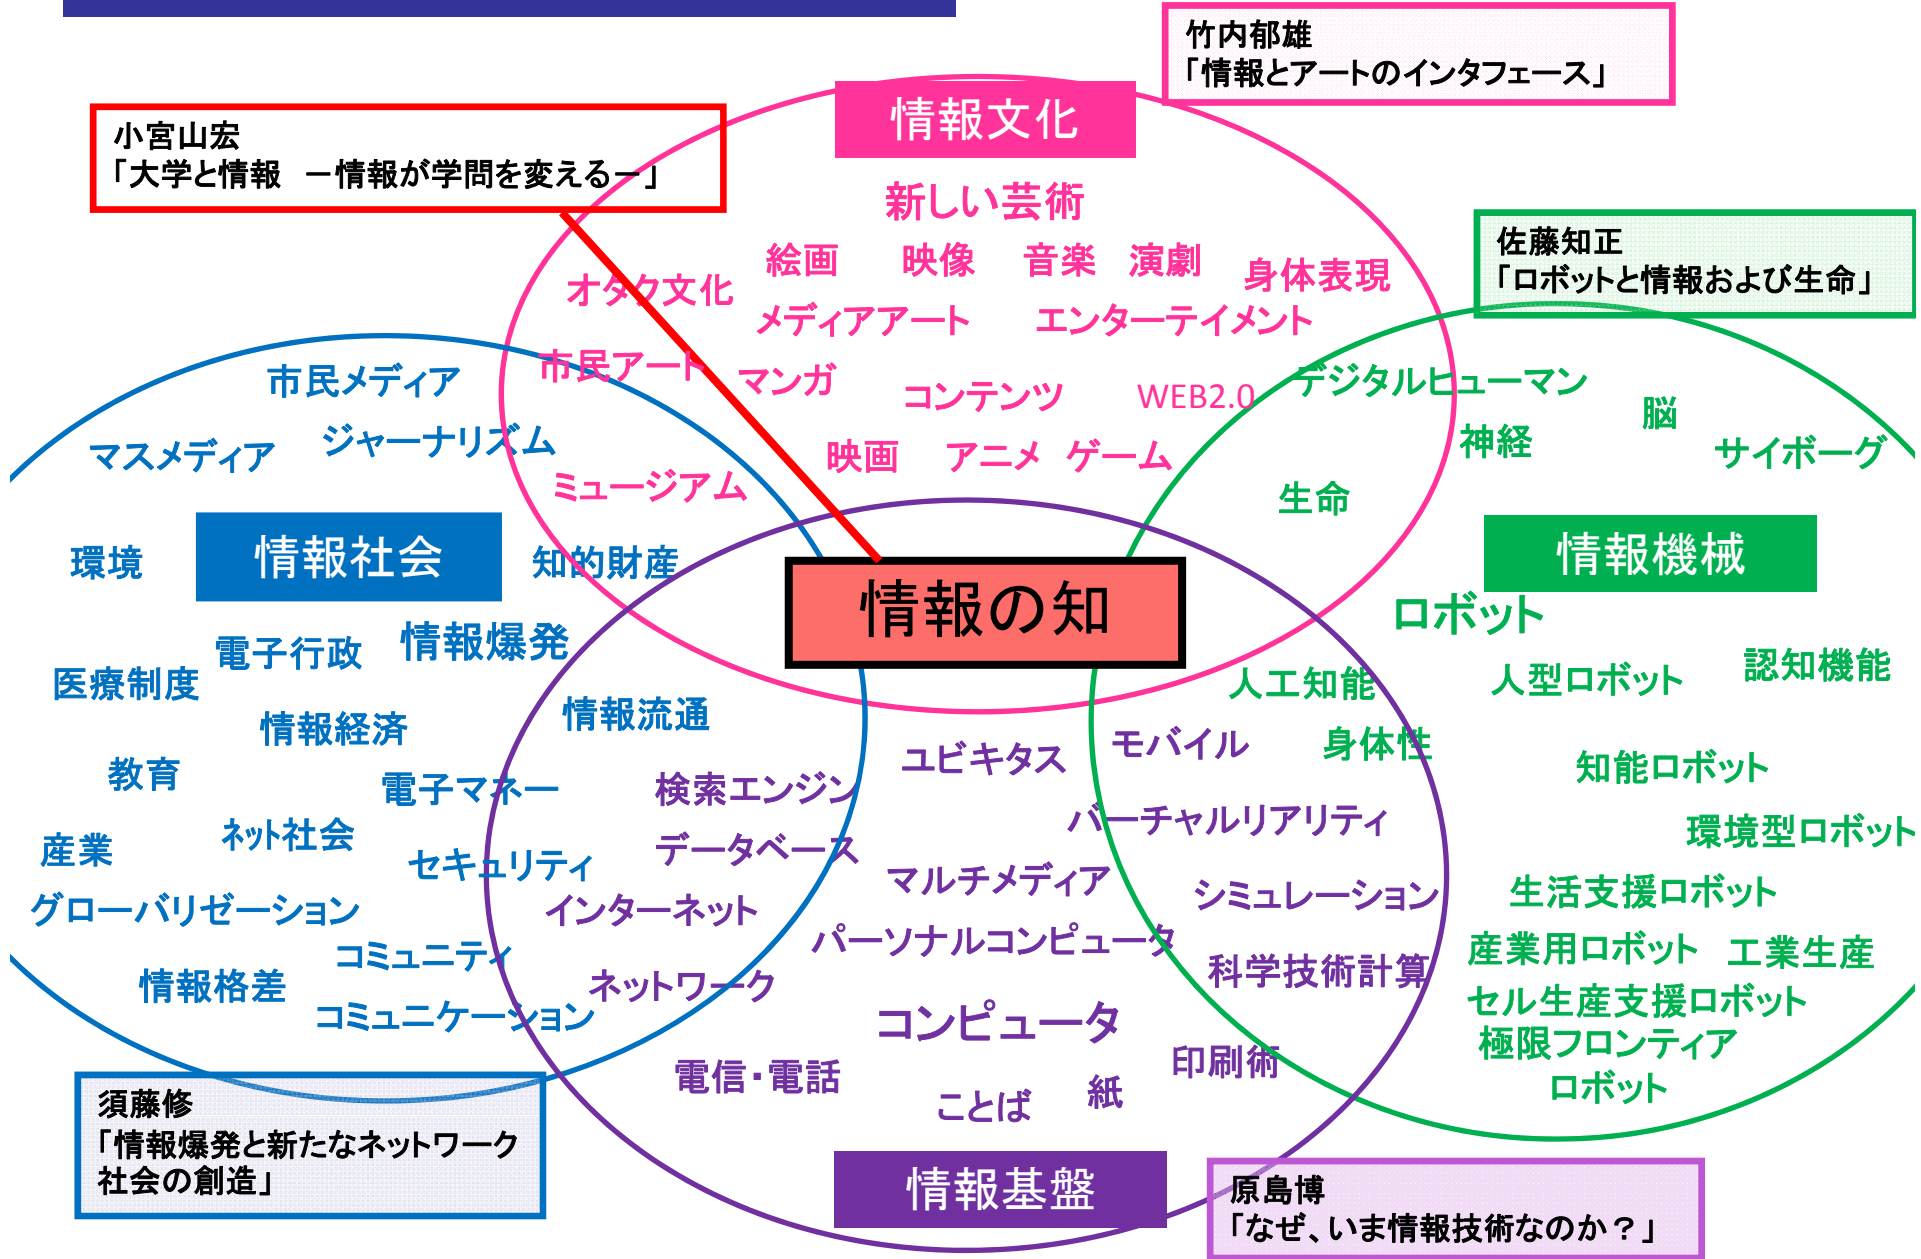 竹内郁雄
「情報とアートのインタフェース」
小宮山宏
「大学と情報　－情報が学問を変える－」
情報文化
新しい芸術
絵画
映像
音楽
演劇
身体表現
オタク文化
メディアアート
エンターテイメント
市民アート
マンガ
コンテンツ
WEB2.0
映画
アニメ
ゲーム
ミュージアム
佐藤知正
「ロボットと情報および生命」
デジタルヒューマン
脳
神経
サイボーグ
生命
情報機械
ロボット
人工知能
人型ロボット
認知機能
身体性
知能ロボット
環境型ロボット
生活支援ロボット
産業用ロボット
工業生産
セル生産支援ロボット
極限フロンティア
ロボット
市民メディア
マスメディア
ジャーナリズム
環境
情報社会
知的財産
電子行政
情報爆発
医療制度
情報経済
情報流通
教育
電子マネー
産業
ネット社会
セキュリティ
グローバリゼーション
コミュニティ
情報格差
コミュニケーション
情報の知
ユビキタス
モバイル
検索エンジン
バーチャルリアリティ
データベース
マルチメディア
シミュレーション
インターネット
パーソナルコンピュータ
科学技術計算
ネットワーク
コンピュータ
電信・電話
印刷術
ことば
紙
情報基盤
須藤修
「情報爆発と新たなネットワーク
社会の創造」
原島博
「なぜ、いま情報技術なのか？」